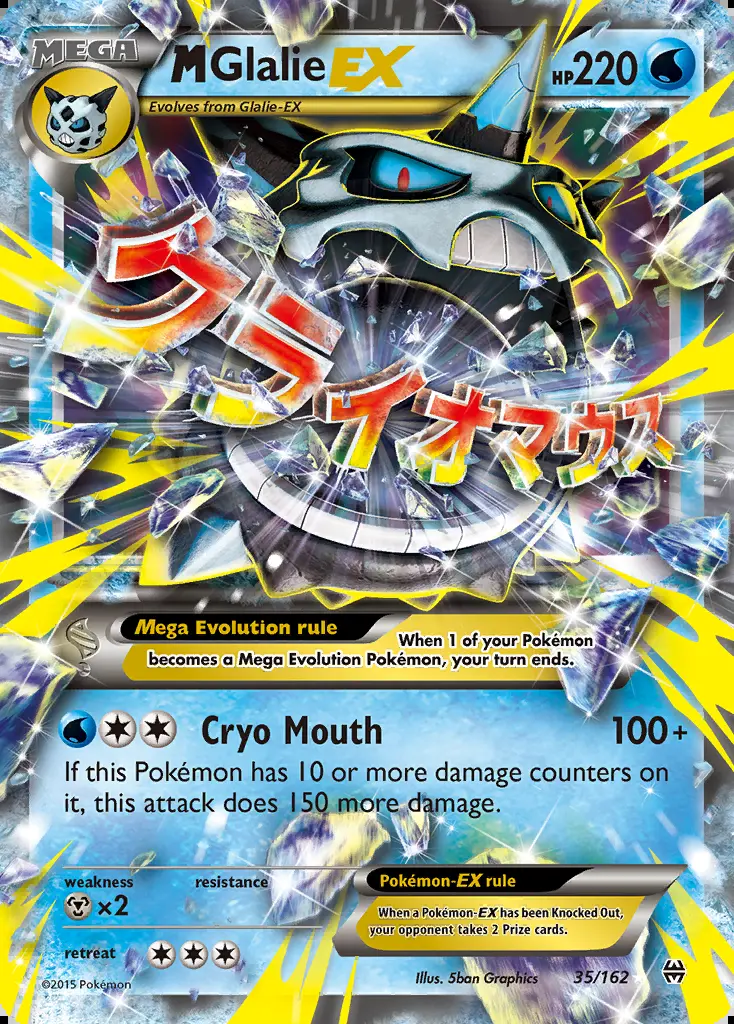 MEGA
MGlalie EX
HP220
Evolves from Glalie-EX
クライオマウス
Mega Evolution rule
When 1 of your Pokémon
becomes a Mega Evolution Pokémon, your turn ends.
Cryo Mouth 100+
If this Pokémon has 10 or more damage counters on
it, this attack does 150 more damage.
weakness resistance
×2
Pokémon-EX rule
When a Pokémon-EX has been Knocked Out,
your opponent takes 2 Prize cards.
retreat
©2015 Pokémon
Illus. 5ban Graphics 35/162